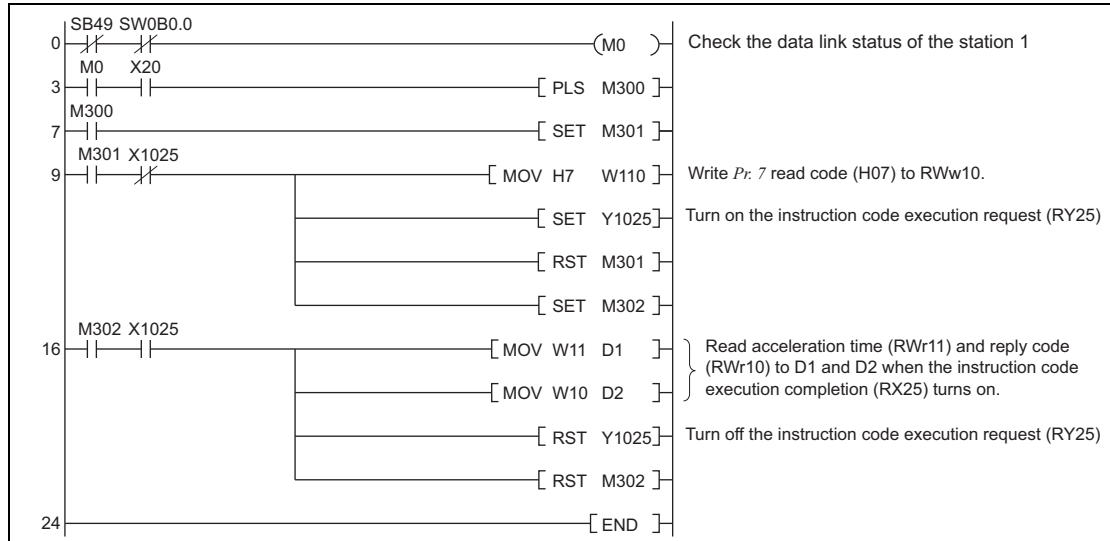 SB49 SW0B0.0
0 (M0 ) Check the data link status of the station 1
M0 X20
3 [ PLS M300 ]
M300
7 [ SET M301 ]
M301 X1025
9 [ MOV H7 W110 ] Write Pr. 7 read code (H07) to RWw10.
[ SET Y1025 ] Turn on the instruction code execution request (RY25)
[ RST M301 ]
[ SET M302 ]
M302 X1025
16 [ MOV W11 D1 ] Read acceleration time (RWr11) and reply code
(RWr10) to D1 and D2 when the instruction code
[ MOV W10 D2 ] execution completion (RX25) turns on.
[ RST Y1025 ] Turn off the instruction code execution request (RY25)
[ RST M302 ]
24 [ END ]